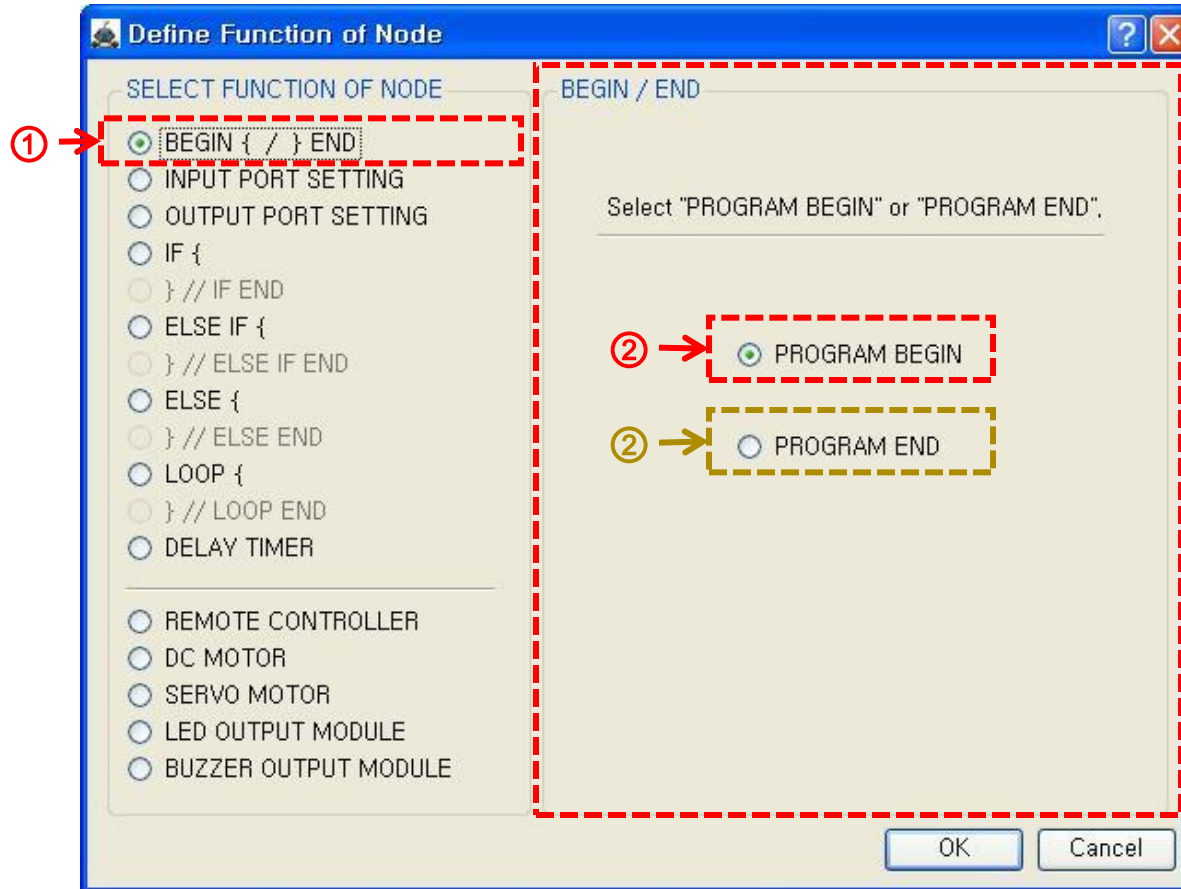 Define Function of Node
?
SELECT FUNCTION OF NODE
① BEGIN { / } END
INPUT PORT SETTING
OUTPUT PORT SETTING
IF {
} // IF END
ELSE IF {
} // ELSE IF END
ELSE {
} // ELSE END
LOOP {
} // LOOP END
DELAY TIMER
REMOTE CONTROLLER
DC MOTOR
SERVO MOTOR
LED OUTPUT MODULE
BUZZER OUTPUT MODULE
BEGIN / END
Select "PROGRAM BEGIN" or "PROGRAM END",
② PROGRAM BEGIN
② PROGRAM END
OK
Cancel